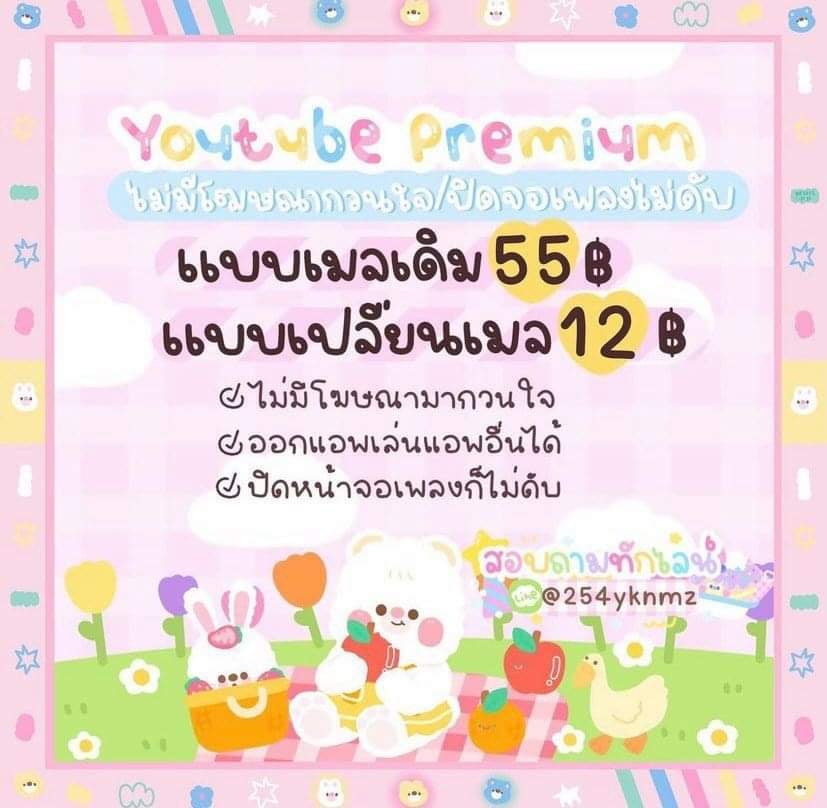 Youtube Premium
ไม่มีโฆษณากวนใจ/ปิดจอเพลงไม่ดับ
แบบเมลเดิม 55฿
แบบเปลี่ยนเมล 12฿
ไม่มีโฆษณามากวนใจ
ออกแอพเล่นแอพอื่นได้
ปิดหน้าจอเพลงก็ไม่ดับ
สอบถามทักไลน์
Line @254yknmz